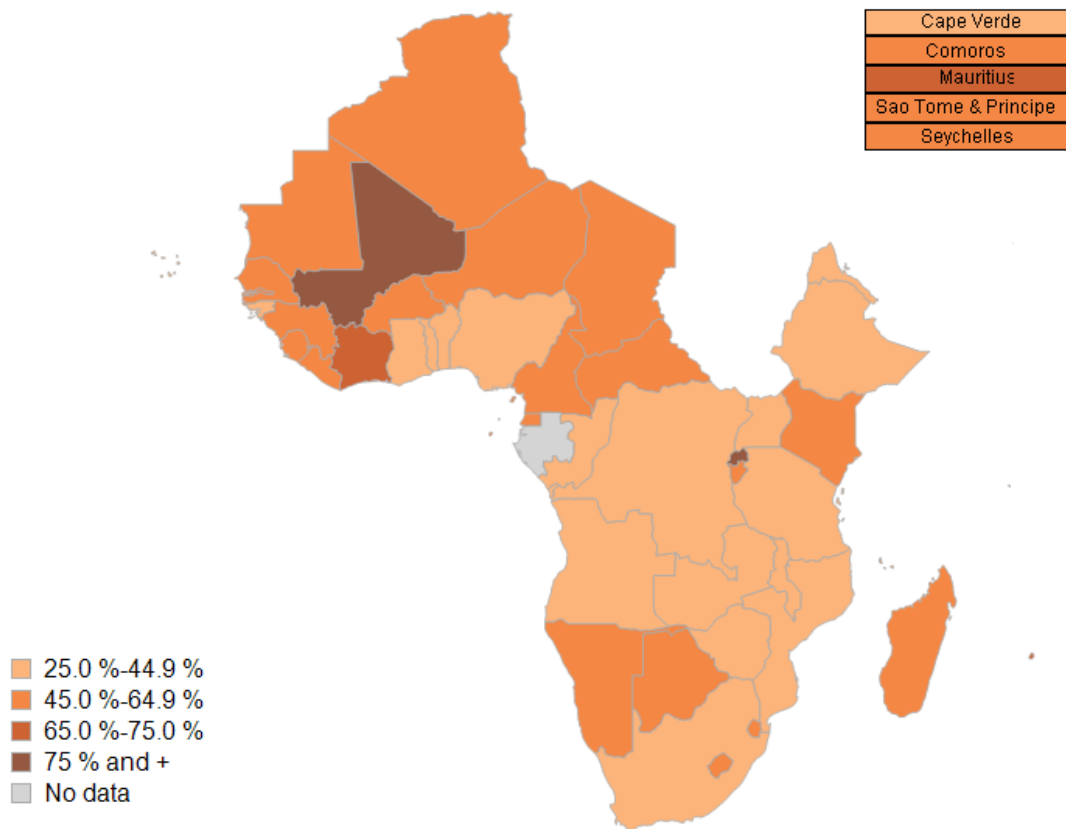 Cape Verde
Comoros
Mauritius
Sao Tome & Principe
Seychelles
25.0 %-44.9 %
45.0 %-64.9 %
65.0 %-75.0 %
75 % and +
No data